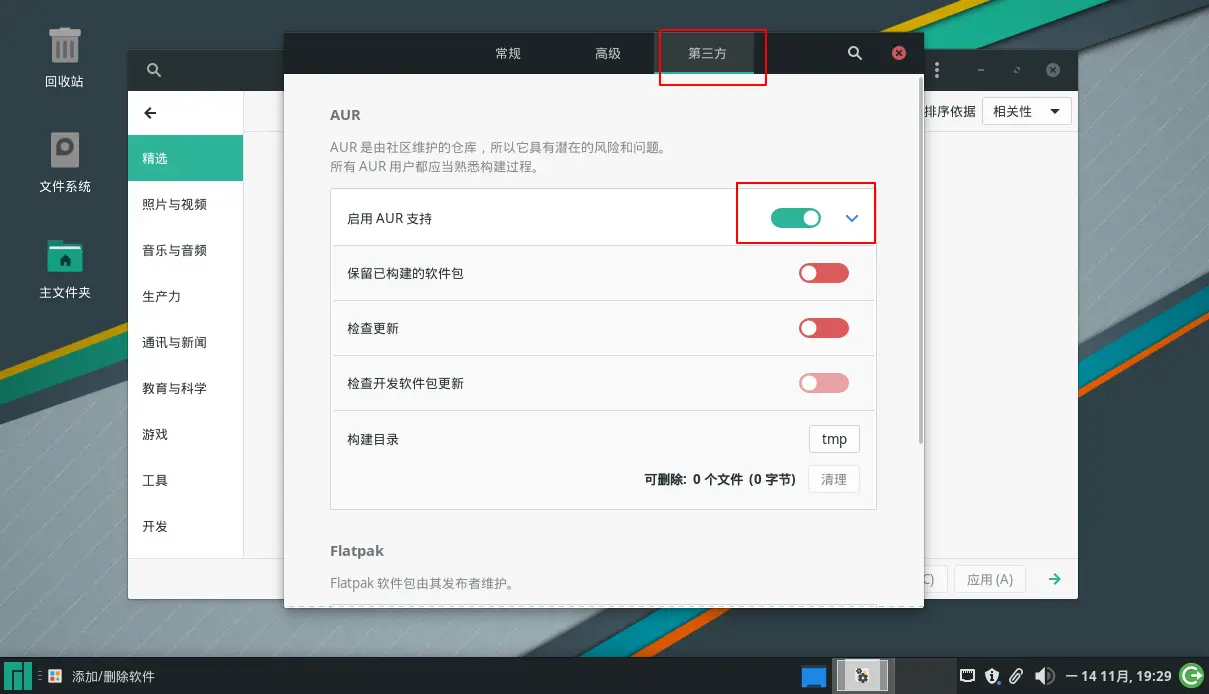 回收站
文件系统
主文件夹
常规
高级
第三方
排序依据
相关性
精选
照片与视频
音乐与音频
生产力
通讯与新闻
教育与科学
游戏
工具
开发
AUR
AUR 是由社区维护的仓库，所以它具有潜在的风险和问题。
所有 AUR 用户都应当熟悉构建过程。
启用 AUR 支持
保留已构建的软件包
检查更新
检查开发软件包更新
构建目录
tmp
可删除: 0 个文件 (0 字节)
清理
Flatpak
Flatpak 软件包由其发布者维护。
C)
应用 (A)
添加/删除软件
一 14 11月, 19:29